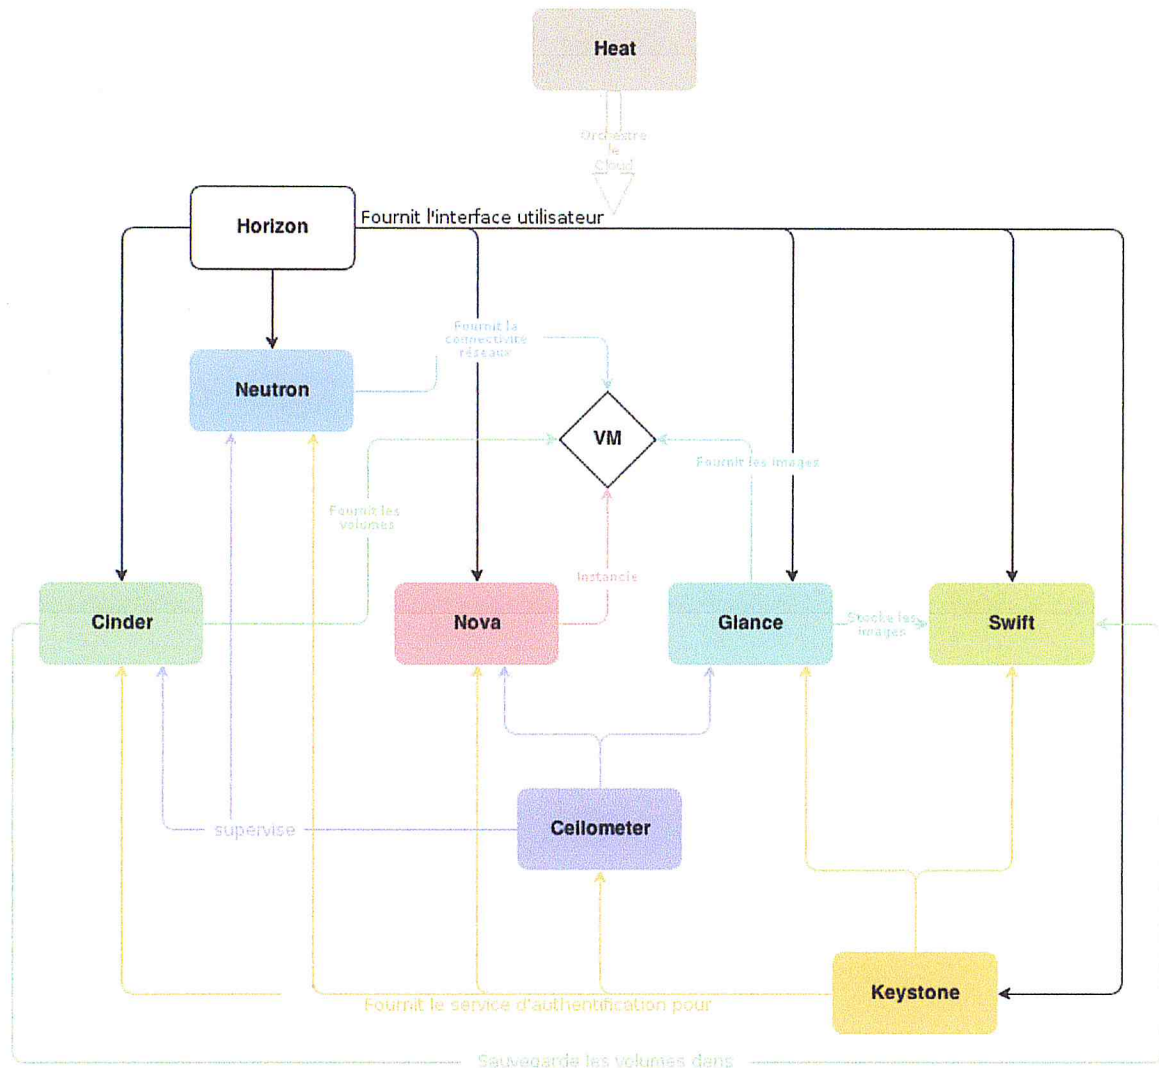 Heat
Orchestre
le
Cloud
Horizon
Fournit l'interface utilisateur
Fournit la
connectivité
réseaux
Neutron
VM
Fournit les images
Fournit les
volumes
Instancie
Cinder
Nova
Glance
Stocke les
images
Swift
Ceilometer
supervise
Keystone
Fournit le service d'authentification pour
Sauvegarde les volumes dans